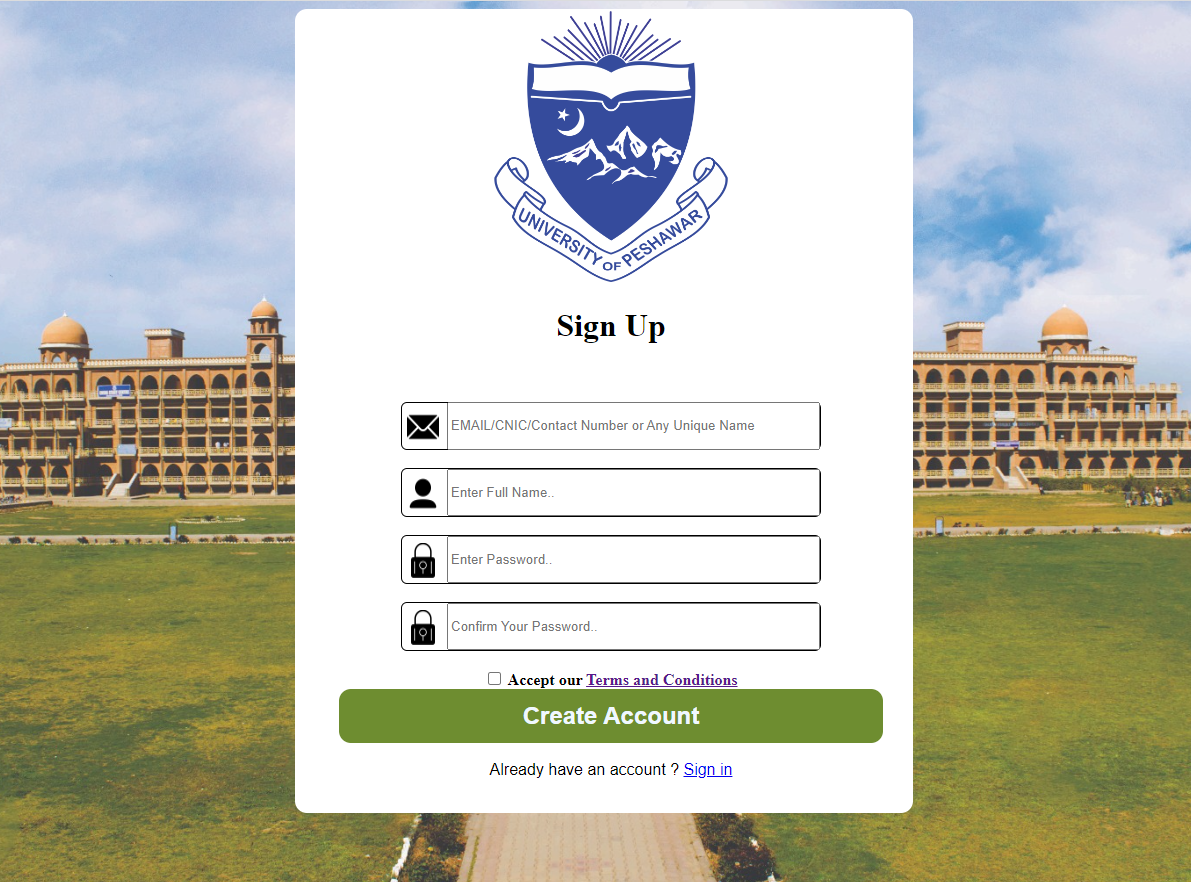 UNIVERSITY OF PESHAWAR
Sign Up
EMAIL/CNIC/Contact Number or Any Unique Name
Enter Full Name..
Enter Password..
Confirm Your Password..
Accept our Terms and Conditions
Create Account
Already have an account ? Sign in